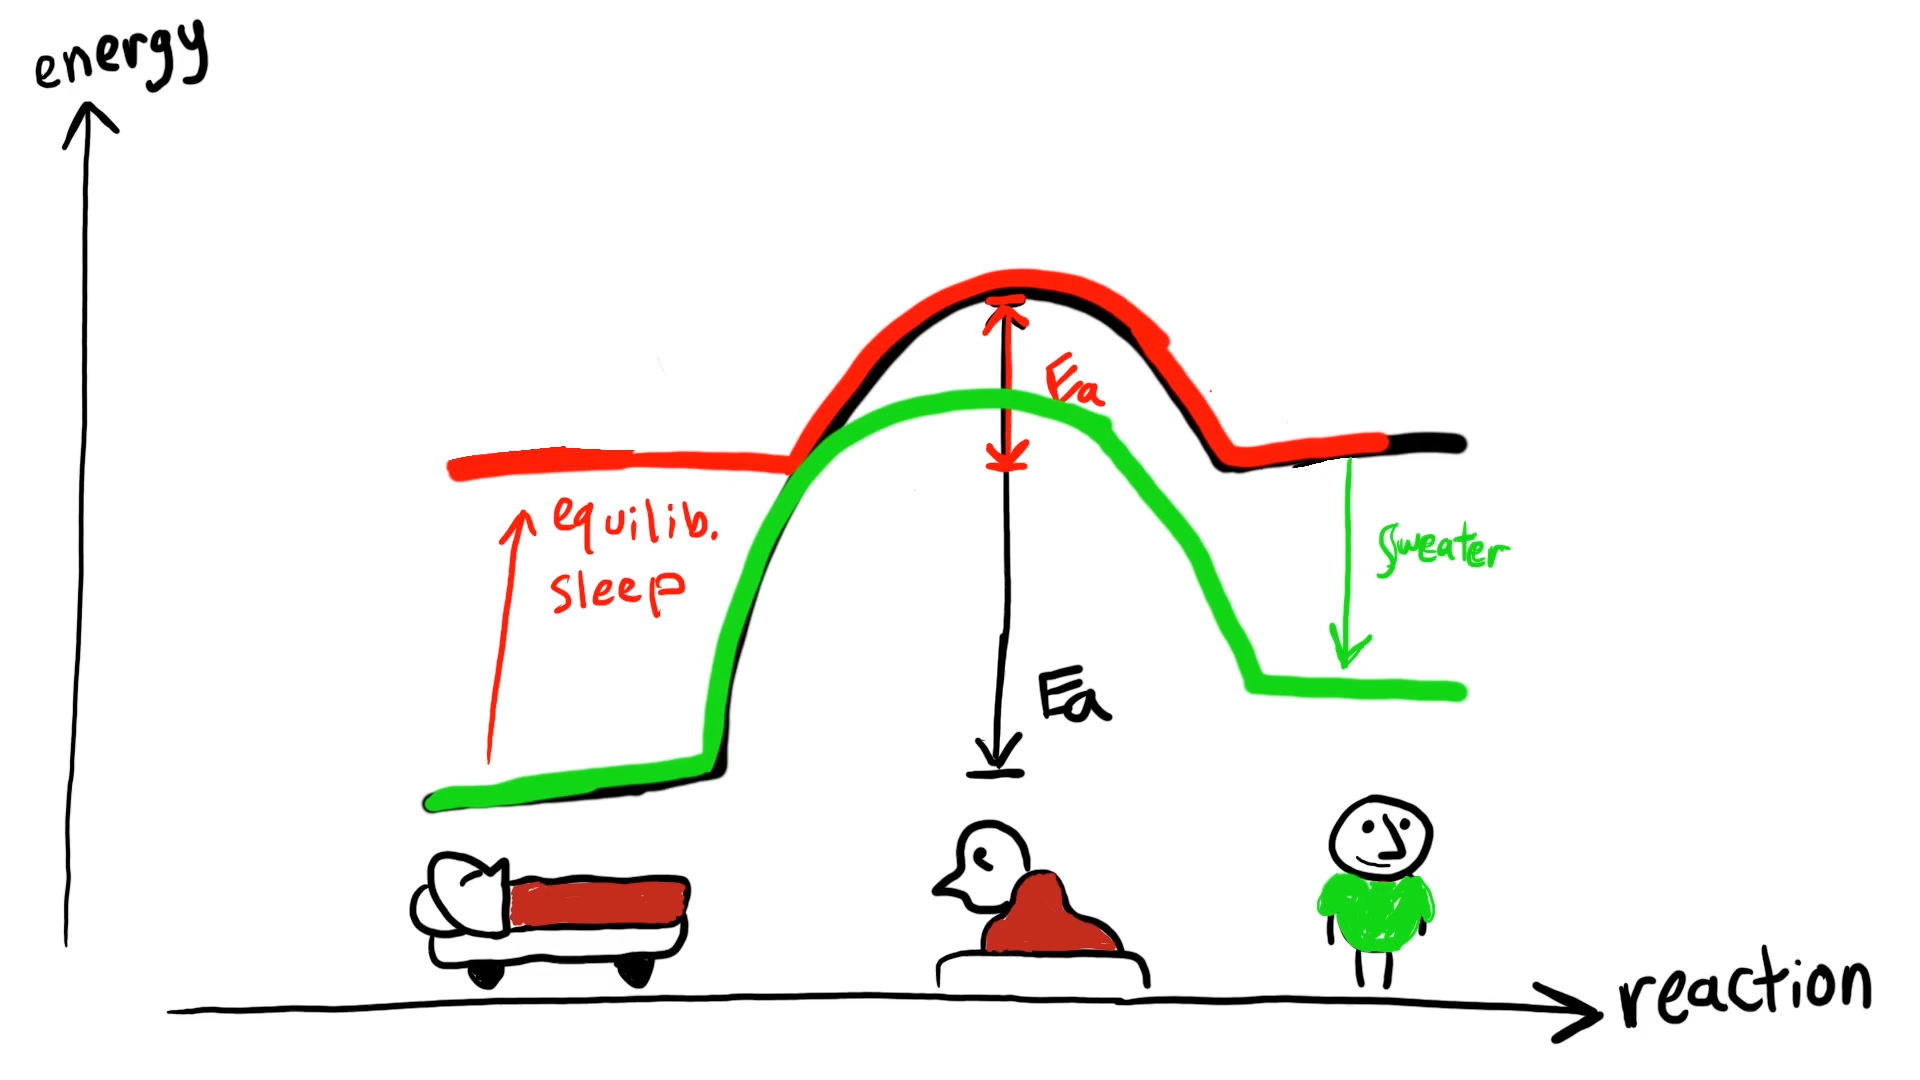 energy
Ea
equilib.
sleep
sweater
Ea
reaction